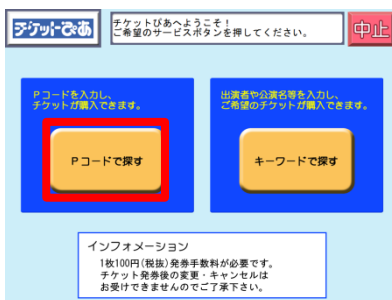 チケットぴあ
チケットぴあへようこそ!
ご希望のサービスボタンを押してください。
中止
Pコードを入力し、
チケットが購入できます。
Pコードで探す
出演者や公演名等を入力し、
ご希望のチケットが購入できます。
キーワードで探す
インフォメーション
1枚100円(税抜)発券手数料が必要です。
チケット発券後の変更・キャンセルは
お受けできませんのでご了承下さい。